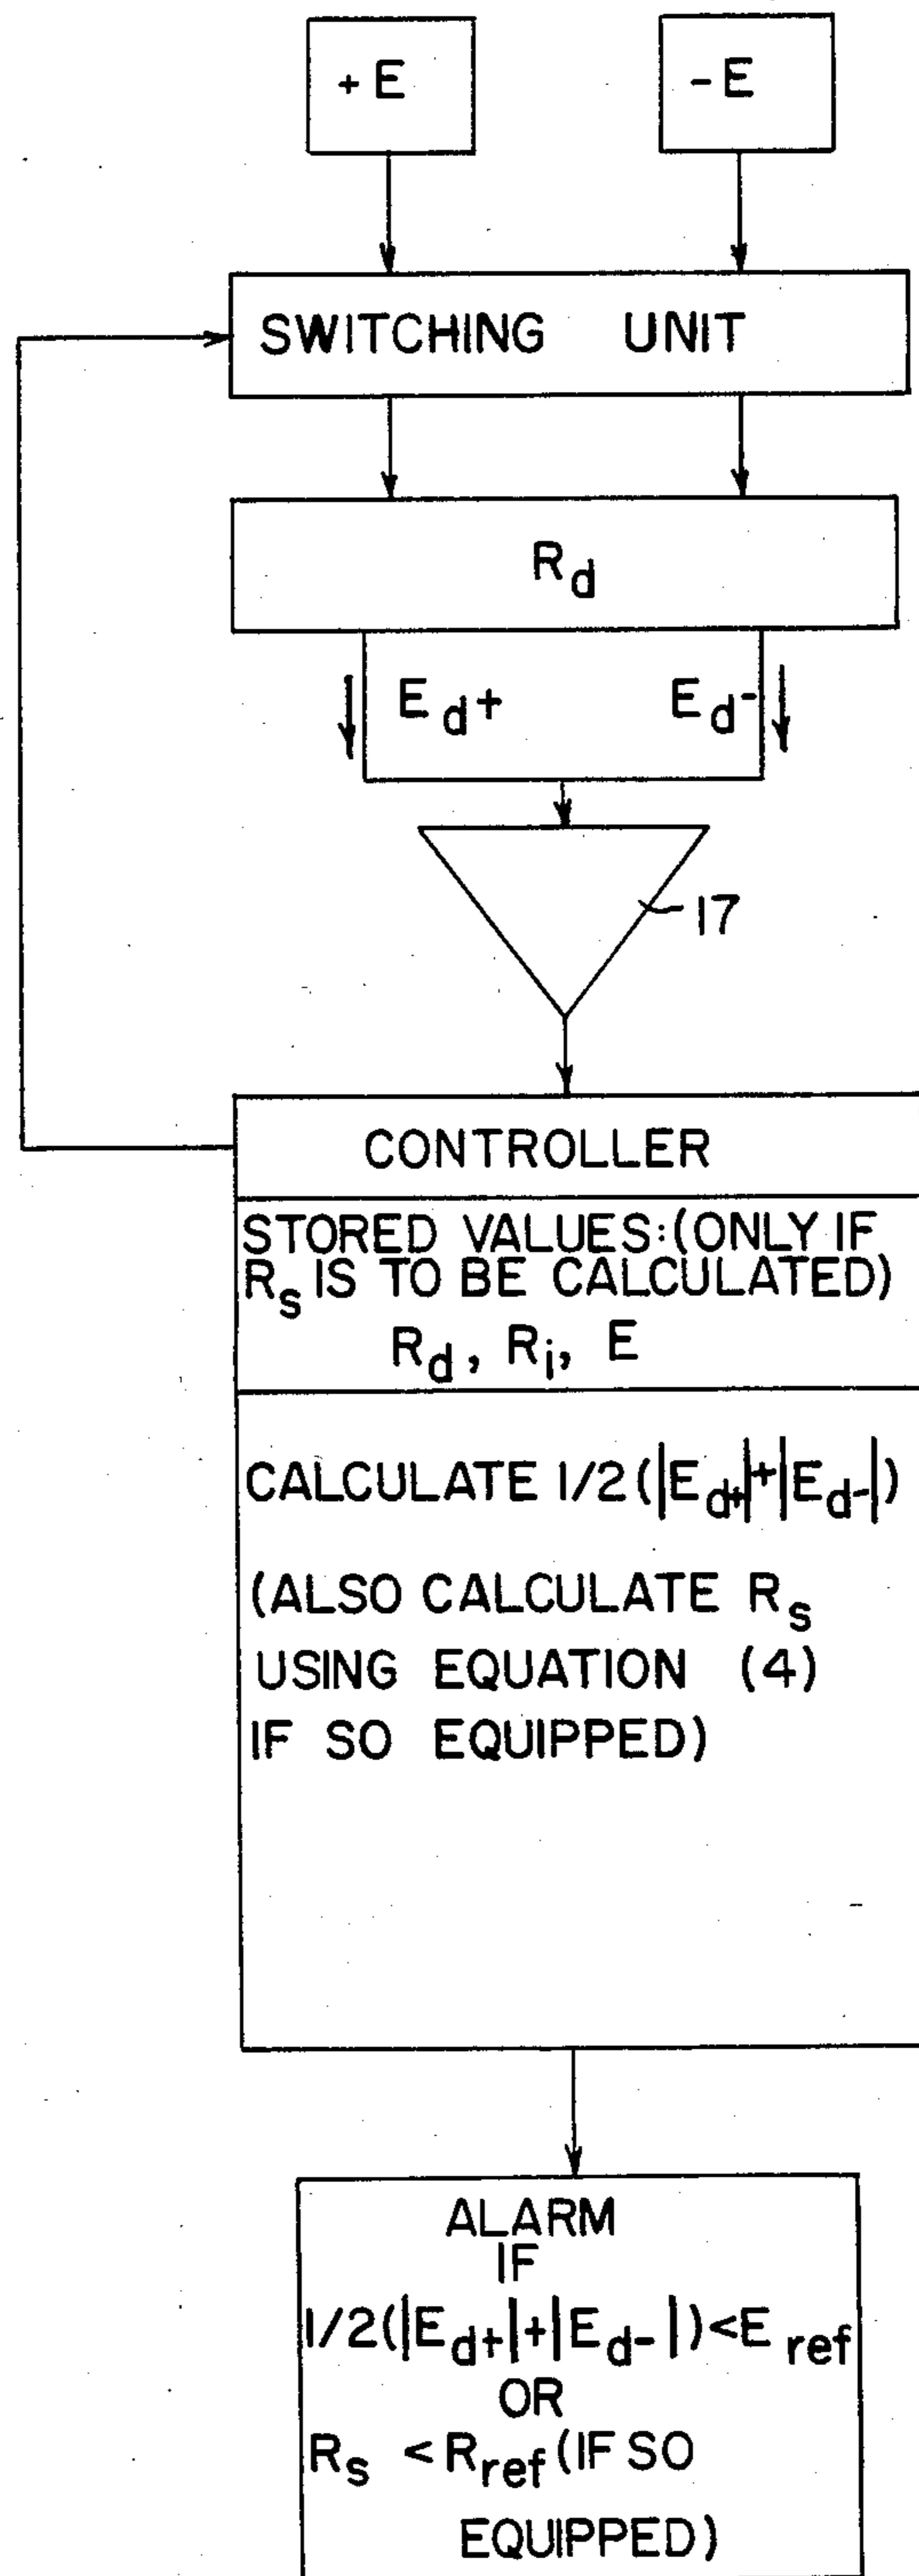 +E
-E
SWITCHING UNIT
Rd
Ed+
Ed-
17
CONTROLLER
STORED VALUES:(ONLY IF
Rs IS TO BE CALCULATED)
Rd, Ri, E
CALCULATE 1/2(|Ed+|+|Ed-|)
(ALSO CALCULATE Rs
USING EQUATION (4)
IF SO EQUIPPED)
ALARM
IF
1/2(|Ed+|+|Ed-|)<Eref
OR
Rs <Rref(IF SO
EQUIPPED)